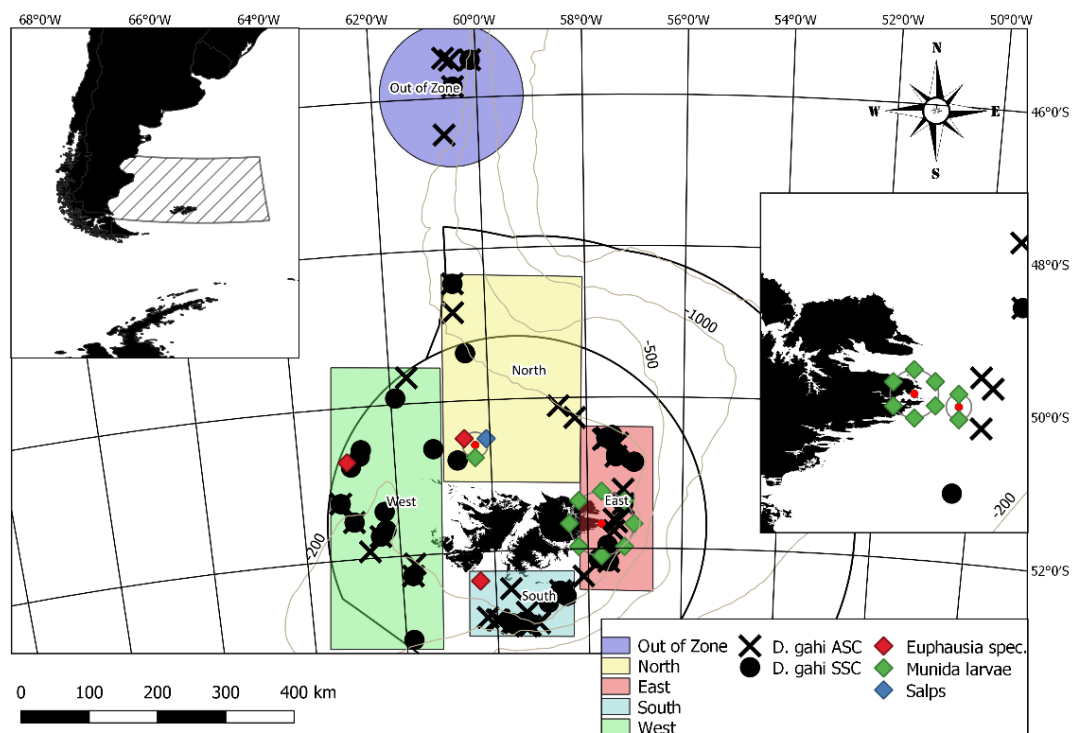 68°0'W 66°0'W 64°0'W 62°0'W 60°0'W 58°0'W 56°0'W 54°0'W 52°0'W 50°0'W
N
W E
S
Out of Zone
46°0'S
48°0'S
-1000
-500
North
50°0'S
-200
West
East
-200
52°0'S
South
Out of Zone
North
East
South
West
D. gahi ASC
D. gahi SSC
Euphausia spec.
Munida larvae
Salps
0 100 200 300 400 km